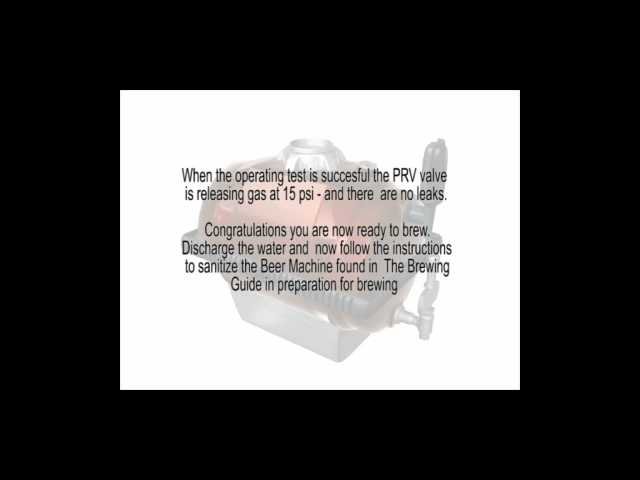 When the operating test is succesful the PRV valve
is releasing gas at 15 psi - and there are no leaks.
Congratulations you are now ready to brew.
Discharge the water and now follow the instructions
to sanitize the Beer Machine found in The Brewing
Guide in preparation for brewing